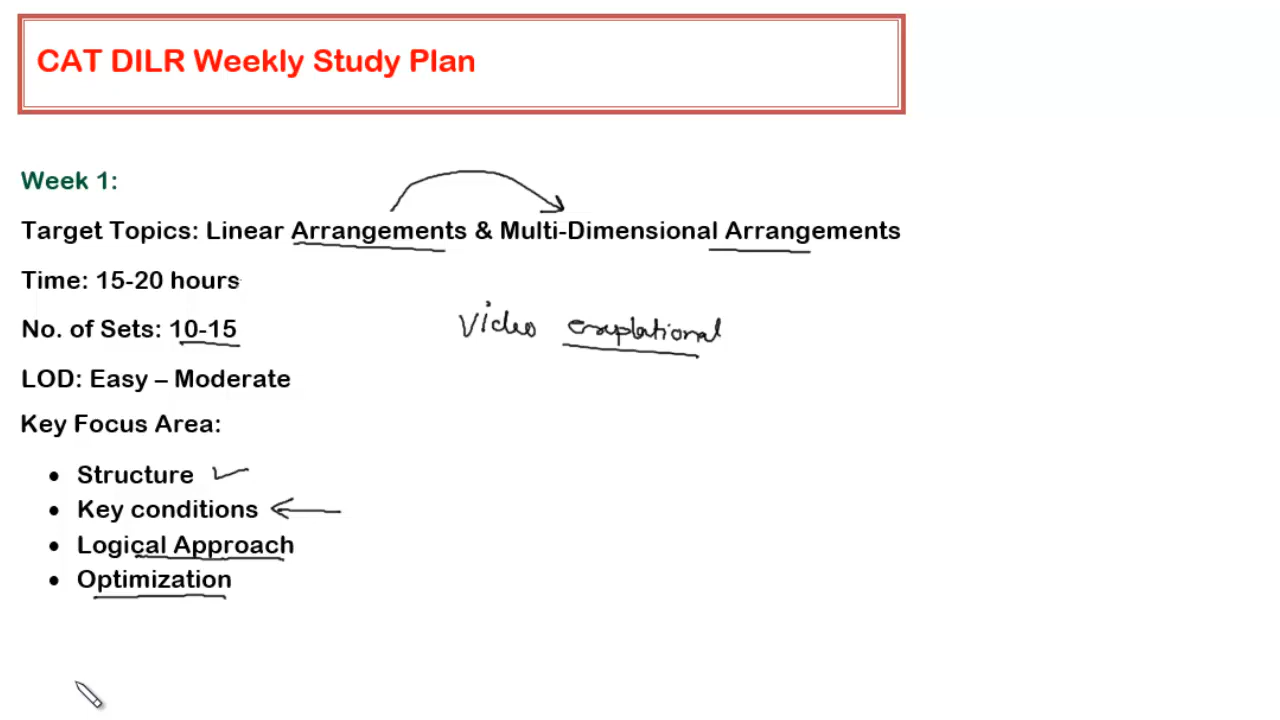 CAT DILR Weekly Study Plan
Week 1:
Target Topics: Linear Arrangements & Multi-Dimensional Arrangements
Time: 15-20 hours
No. of Sets: 10-15
Video
LOD: Easy – Moderate
Key Focus Area:
• Structure
• Key conditions
• Logical Approach
• Optimization